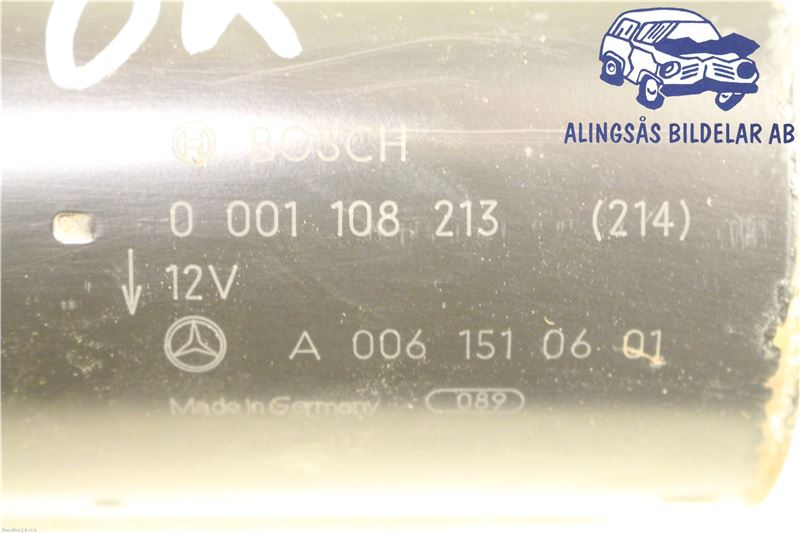 OK
ALINGSÅS BILDELAR AB
BOSCH
0 001 108 213 (214)
12V
A 006 151 06 01
Made in Germany 089